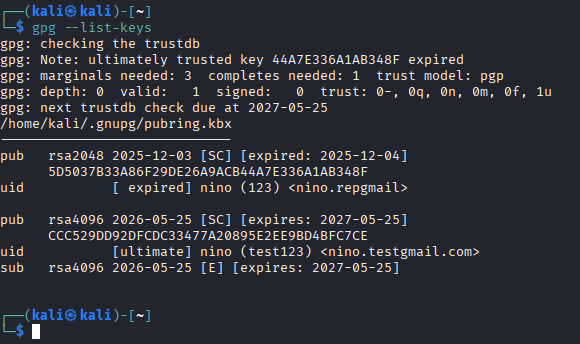 ┌──(kali㉿kali)-[~]
└─$ gpg --list-keys
gpg: checking the trustdb
gpg: Note: ultimately trusted key 44A7E336A1AB348F expired
gpg: marginals needed: 3  completes needed: 1  trust model: pgp
gpg: depth: 0  valid:   1  signed:   0  trust: 0-, 0q, 0n, 0m, 0f, 1u
gpg: next trustdb check due at 2027-05-25
/home/kali/.gnupg/pubring.kbx
-----------------------------
pub   rsa2048 2025-12-03 [SC] [expired: 2025-12-04]
      5D5037B33A86F29DE26A9ACB44A7E336A1AB348F
uid           [ expired] nino (123) <nino.repgmail>

pub   rsa4096 2026-05-25 [SC] [expires: 2027-05-25]
      CCC529DD92DFCDC33477A20895E2EE9BD4BFC7CE
uid           [ultimate] nino (test123) <nino.testgmail.com>
sub   rsa4096 2026-05-25 [E] [expires: 2027-05-25]

┌──(kali㉿kali)-[~]
└─$